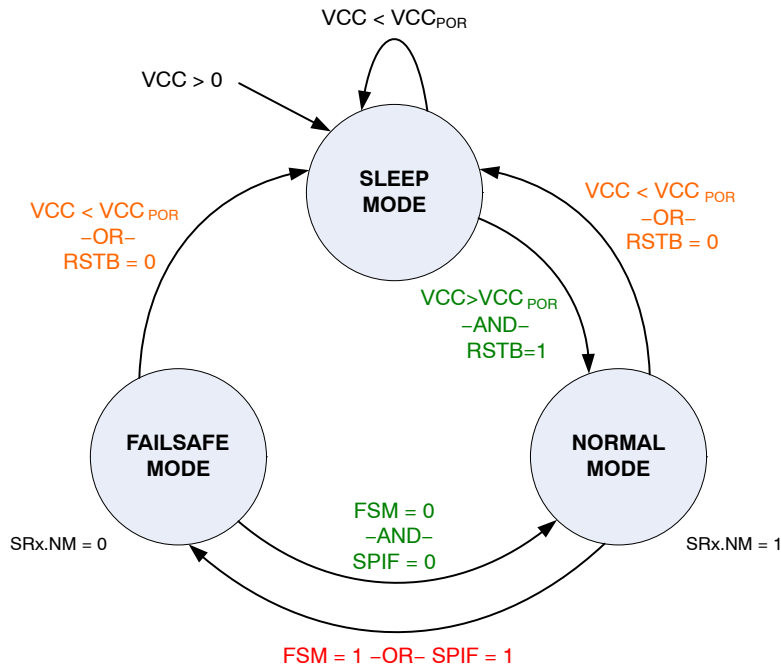 VCC < VCCPOR
VCC > 0
SLEEP
MODE
VCC < VCC POR
–OR–
RSTB = 0
VCC < VCC POR
–OR–
RSTB = 0
VCC>VCC POR
–AND–
RSTB=1
FAILSAFE
MODE
NORMAL
MODE
FSM = 0
–AND–
SPIF = 0
SRx.NM = 0
SRx.NM = 1
FSM = 1 –OR– SPIF = 1